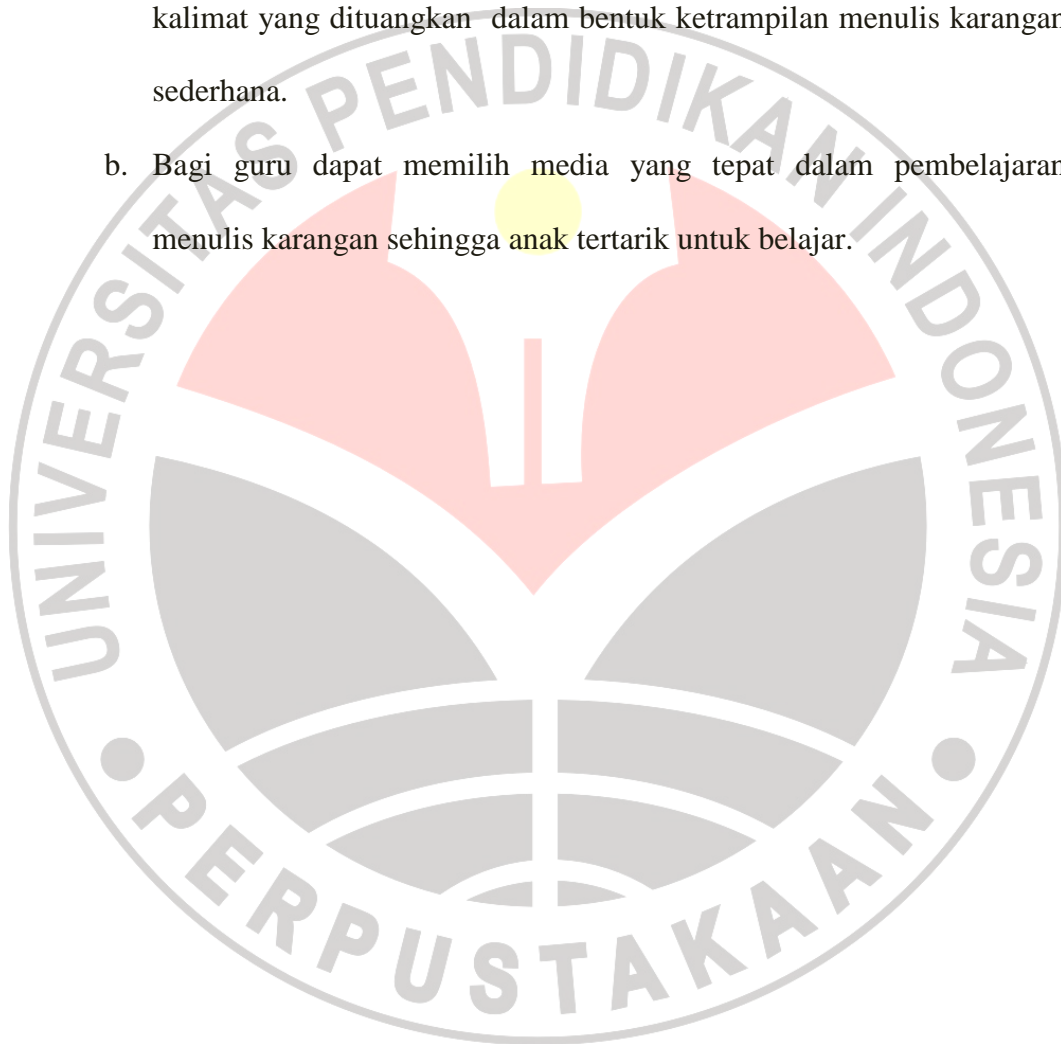 kalimat yang dituangkan dalam bentuk ketrampilan menulis karangan
sederhana.
b. Bagi guru dapat memilih media yang tepat dalam pembelajaran
menulis karangan sehingga anak tertarik untuk belajar.
UNIVERSITAS PENDIDIKAN INDONESIA
PERPUSTAKAAN